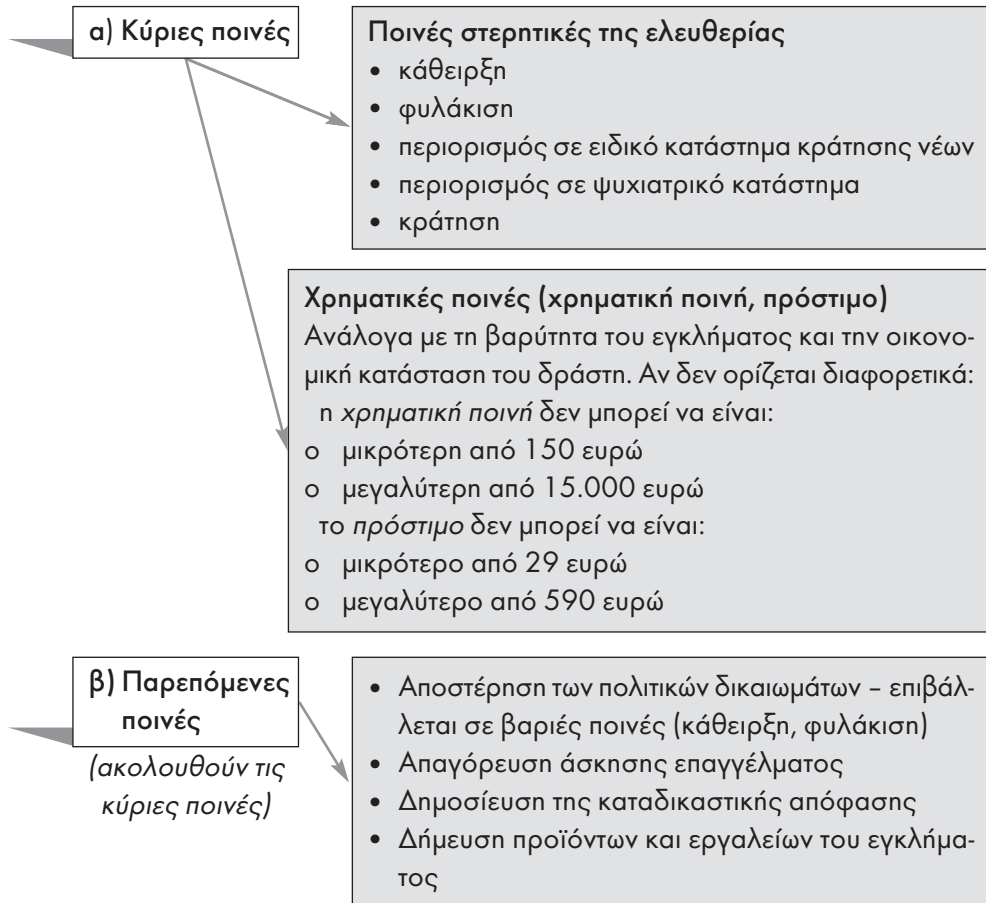 α) Κύριες ποινές
Ποινές στερητικές της ελευθερίας
• κάθειρξη
• φυλάκιση
• περιορισμός σε ειδικό κατάστημα κράτησης νέων
• περιορισμός σε ψυχιατρικό κατάστημα
• κράτηση
Χρηματικές ποινές (χρηματική ποινή, πρόστιμο)
Ανάλογα με τη βαρύτητα του εγκλήματος και την οικονο-
μική κατάσταση του δράστη. Αν δεν ορίζεται διαφορετικά:
η χρηματική ποινή δεν μπορεί να είναι:
o μικρότερη από 150 ευρώ
o μεγαλύτερη από 15.000 ευρώ
το πρόστιμο δεν μπορεί να είναι:
o μικρότερο από 29 ευρώ
o μεγαλύτερο από 590 ευρώ
β) Παρεπόμενες
ποινές
(ακολουθούν τις
κύριες ποινές)
• Αποστέρηση των πολιτικών δικαιωμάτων – επιβάλ-
λεται σε βαριές ποινές (κάθειρξη, φυλάκιση)
• Απαγόρευση άσκησης επαγγέλματος
• Δημοσίευση της καταδικαστικής απόφασης
• Δήμευση προϊόντων και εργαλείων του εγκλήμα-
τος